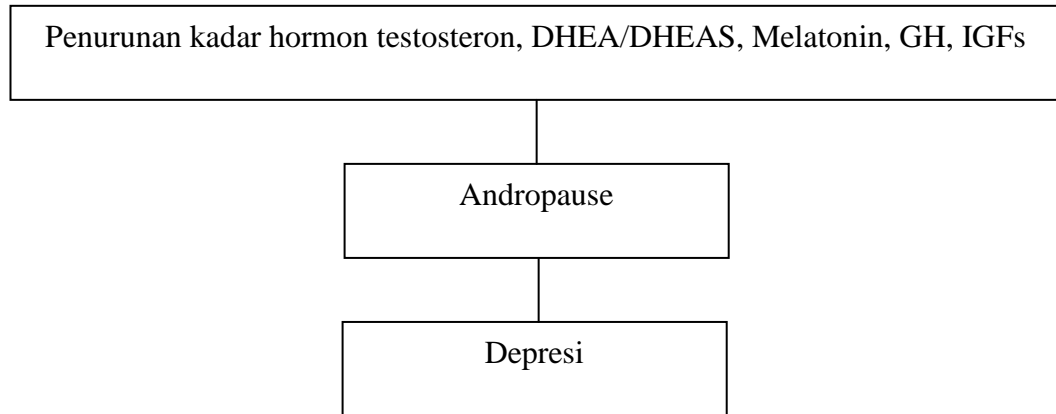 Penurunan kadar hormon testosteron, DHEA/DHEAS, Melatonin, GH, IGFs
Andropause
Depresi